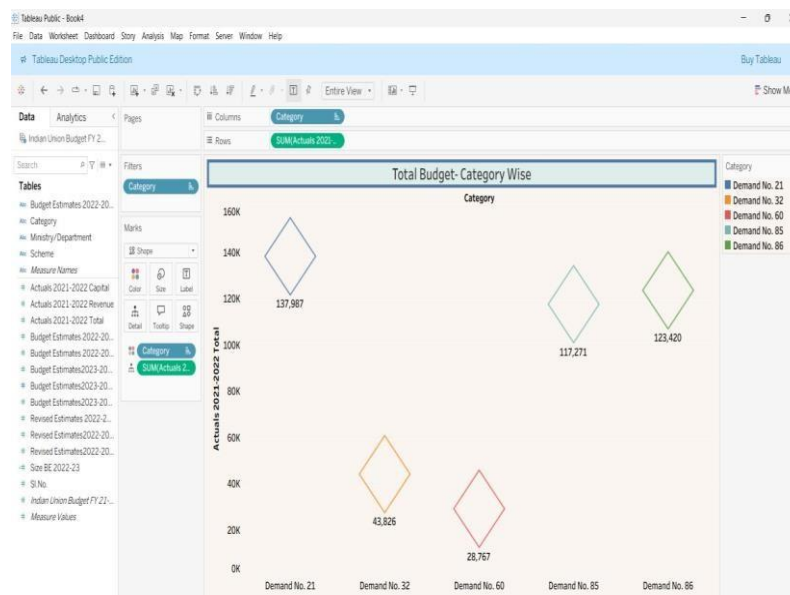 Tableau Public - Book4
File Data Worksheet Dashboard Story Analysis Map Format Server Window Help
Tableau Desktop Public Edition
Buy Tableau
Entire View
Show M
Data Analytics
Indian Union Budget FY 2...
Search
Tables
Abc Budget Estimates 2022-20...
Abc Category
Abc Ministry/Department
Abc Scheme
Abc Measure Names
Actuals 2021-2022 Capital
Actuals 2021-2022 Revenue
Actuals 2021-2022 Total
Budget Estimates 2022-20...
Budget Estimates 2022-20...
Budget Estimates2023-20...
Budget Estimates2023-20...
Budget Estimates2023-20...
Revised Estimates 2022-2...
Revised Estimates2022-20...
Revised Estimates2022-20...
Size BE 2022-23
Sl.No.
Indian Union Budget FY 21-...
Measure Values
Pages
Filters
Category
Marks
Shape
Color Size Label
Detail Tooltip Shape
Category
SUM(Actuals 2..
Columns Category
Rows SUM(Actuals 2021-..
Total Budget- Category Wise
Category
Actuals 2021-2022 Total
160K
140K
120K
100K
80K
60K
40K
20K
0K
137,987
43,826
28,767
117,271
123,420
Demand No. 21 Demand No. 32 Demand No. 60 Demand No. 85 Demand No. 86
Category
Demand No. 21
Demand No. 32
Demand No. 60
Demand No. 85
Demand No. 86